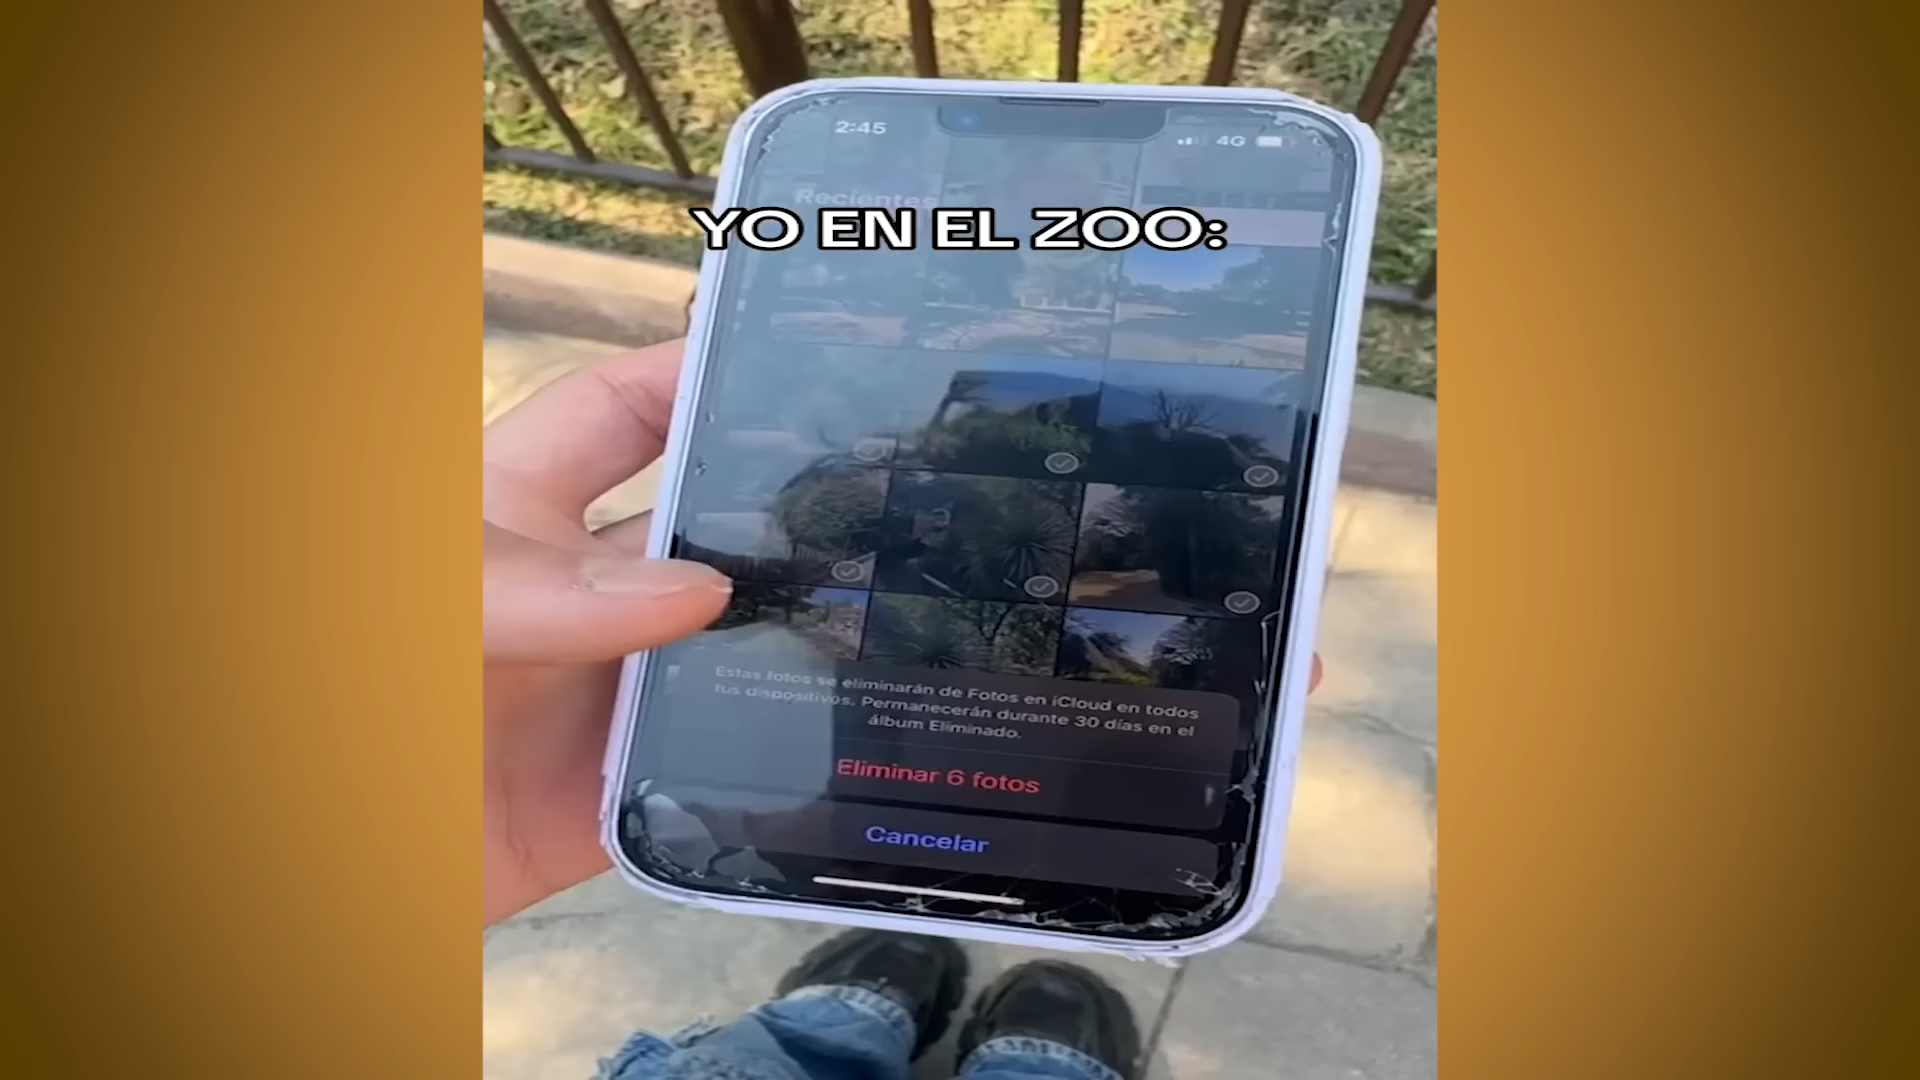 2:45
4G
Recientes
YO EN EL ZOO:
Estas fotos se eliminarán de Fotos en iCloud en todos
tus dispositivos. Permanecerán durante 30 días en el
álbum Eliminado.
Eliminar 6 fotos
Cancelar